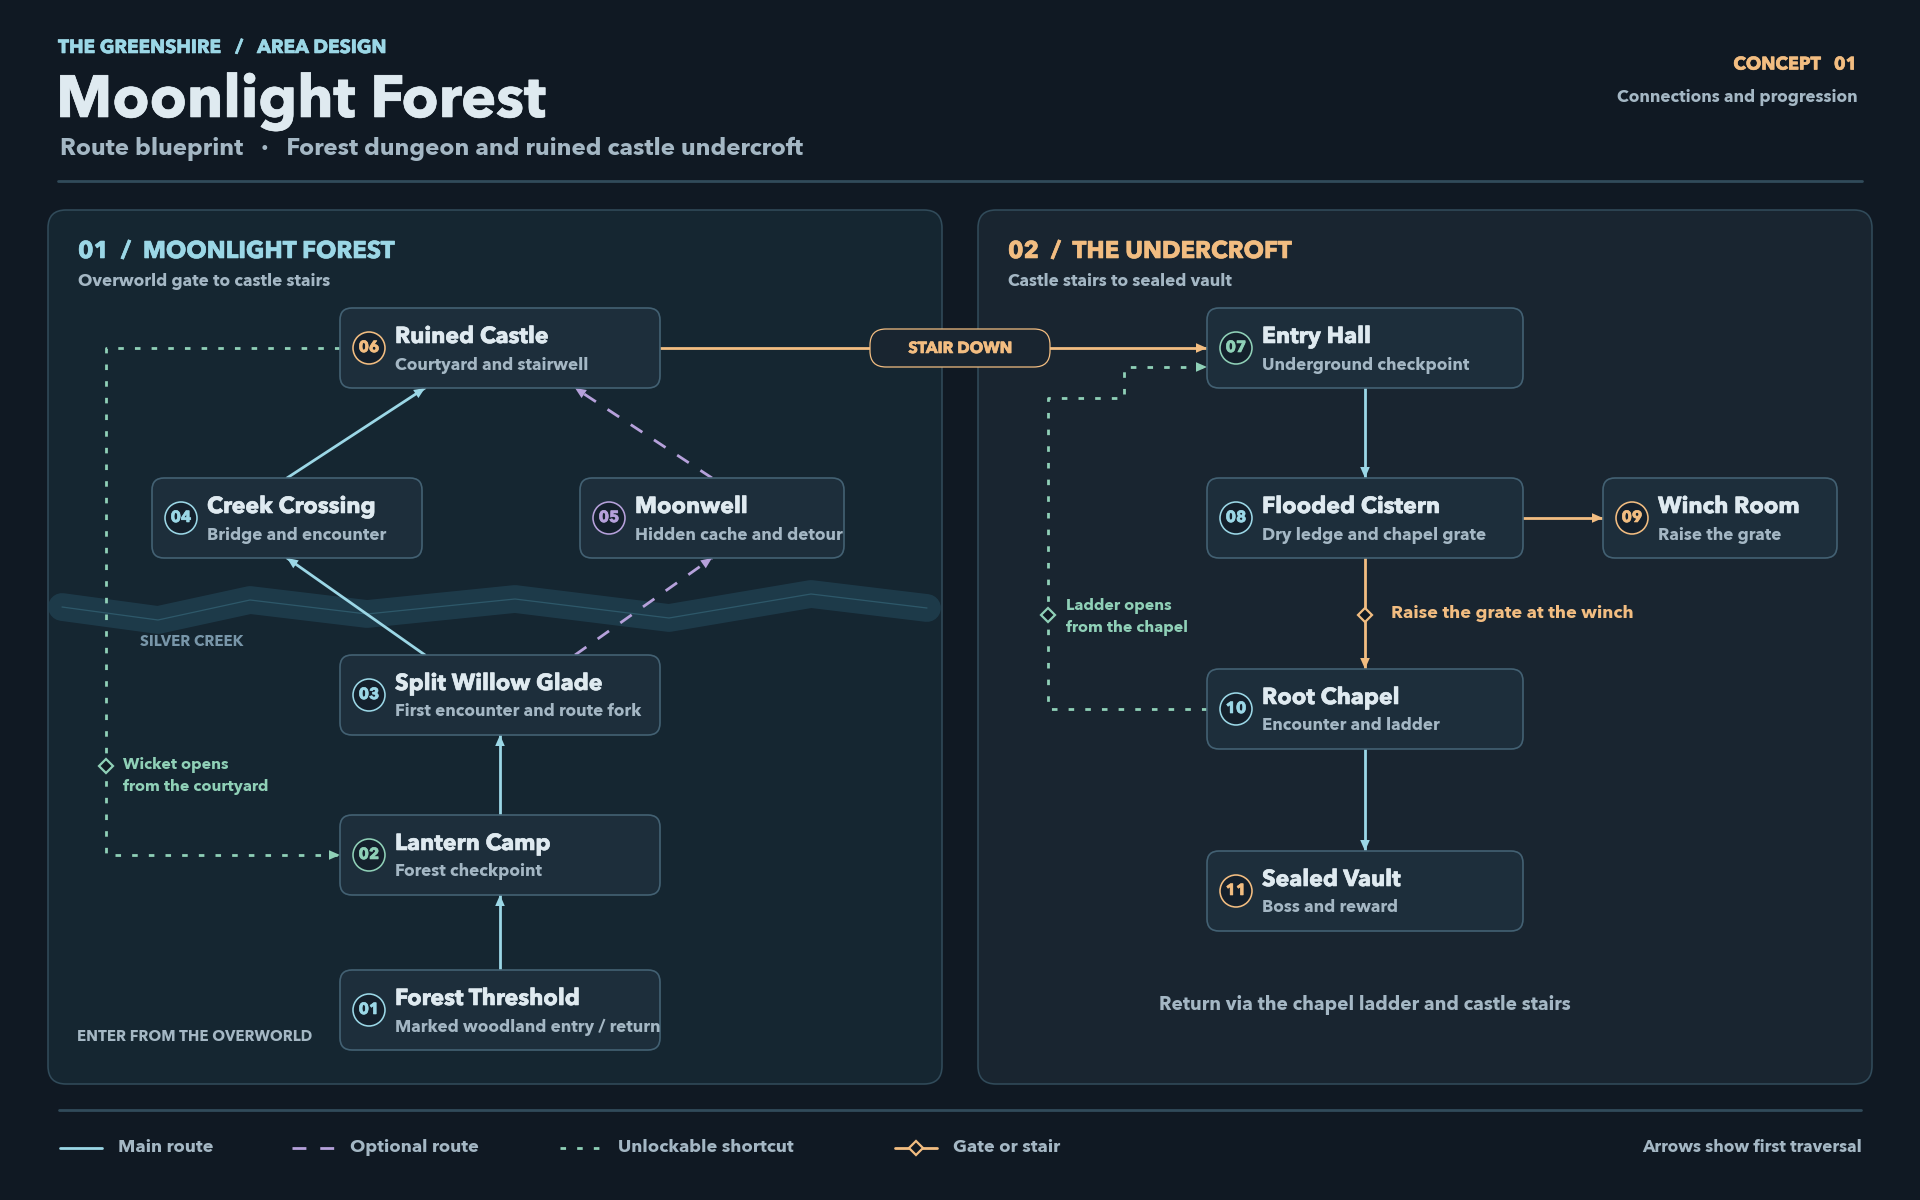 THE GREENSHIRE / AREA DESIGN
Moonlight Forest
Route blueprint · Forest dungeon and ruined castle undercroft
CONCEPT 01
Connections and progression
01 / MOONLIGHT FOREST
Overworld gate to castle stairs
06
Ruined Castle
Courtyard and stairwell
STAIR DOWN
04
Creek Crossing
Bridge and encounter
05
Moonwell
Hidden cache and detour
SILVER CREEK
03
Split Willow Glade
First encounter and route fork
Wicket opens
from the courtyard
02
Lantern Camp
Forest checkpoint
01
Forest Threshold
Marked woodland entry / return
ENTER FROM THE OVERWORLD
02 / THE UNDERCROFT
Castle stairs to sealed vault
07
Entry Hall
Underground checkpoint
08
Flooded Cistern
Dry ledge and chapel grate
09
Winch Room
Raise the grate
Ladder opens
from the chapel
Raise the grate at the winch
10
Root Chapel
Encounter and ladder
11
Sealed Vault
Boss and reward
Return via the chapel ladder and castle stairs
Main route
Optional route
Unlockable shortcut
Gate or stair
Arrows show first traversal